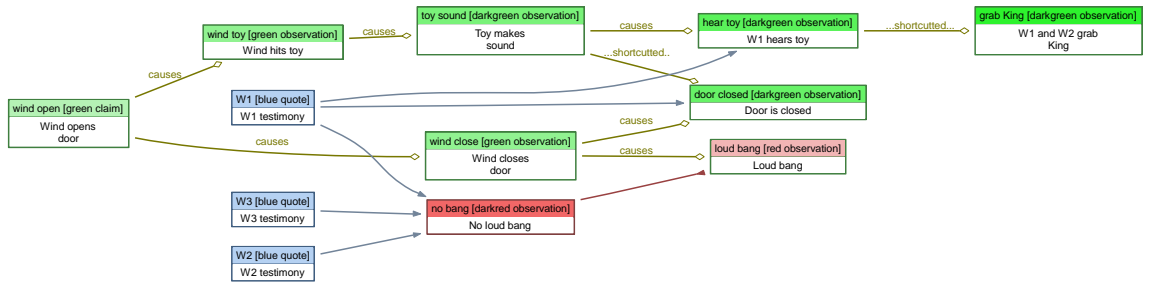 toy sound [darkgreen observation]
Toy makes
sound
hear toy [darkgreen observation]
W1 hears toy
grab King [darkgreen observation]
W1 and W2 grab
King
wind toy [green observation]
Wind hits toy
causes
causes
...shortcutted...
...shortcutted..
causes
wind open [green claim]
Wind opens
door
W1 [blue quote]
W1 testimony
door closed [darkgreen observation]
Door is closed
causes
causes
wind close [green observation]
Wind closes
door
causes
loud bang [red observation]
Loud bang
W3 [blue quote]
W3 testimony
no bang [darkred observation]
No loud bang
W2 [blue quote]
W2 testimony